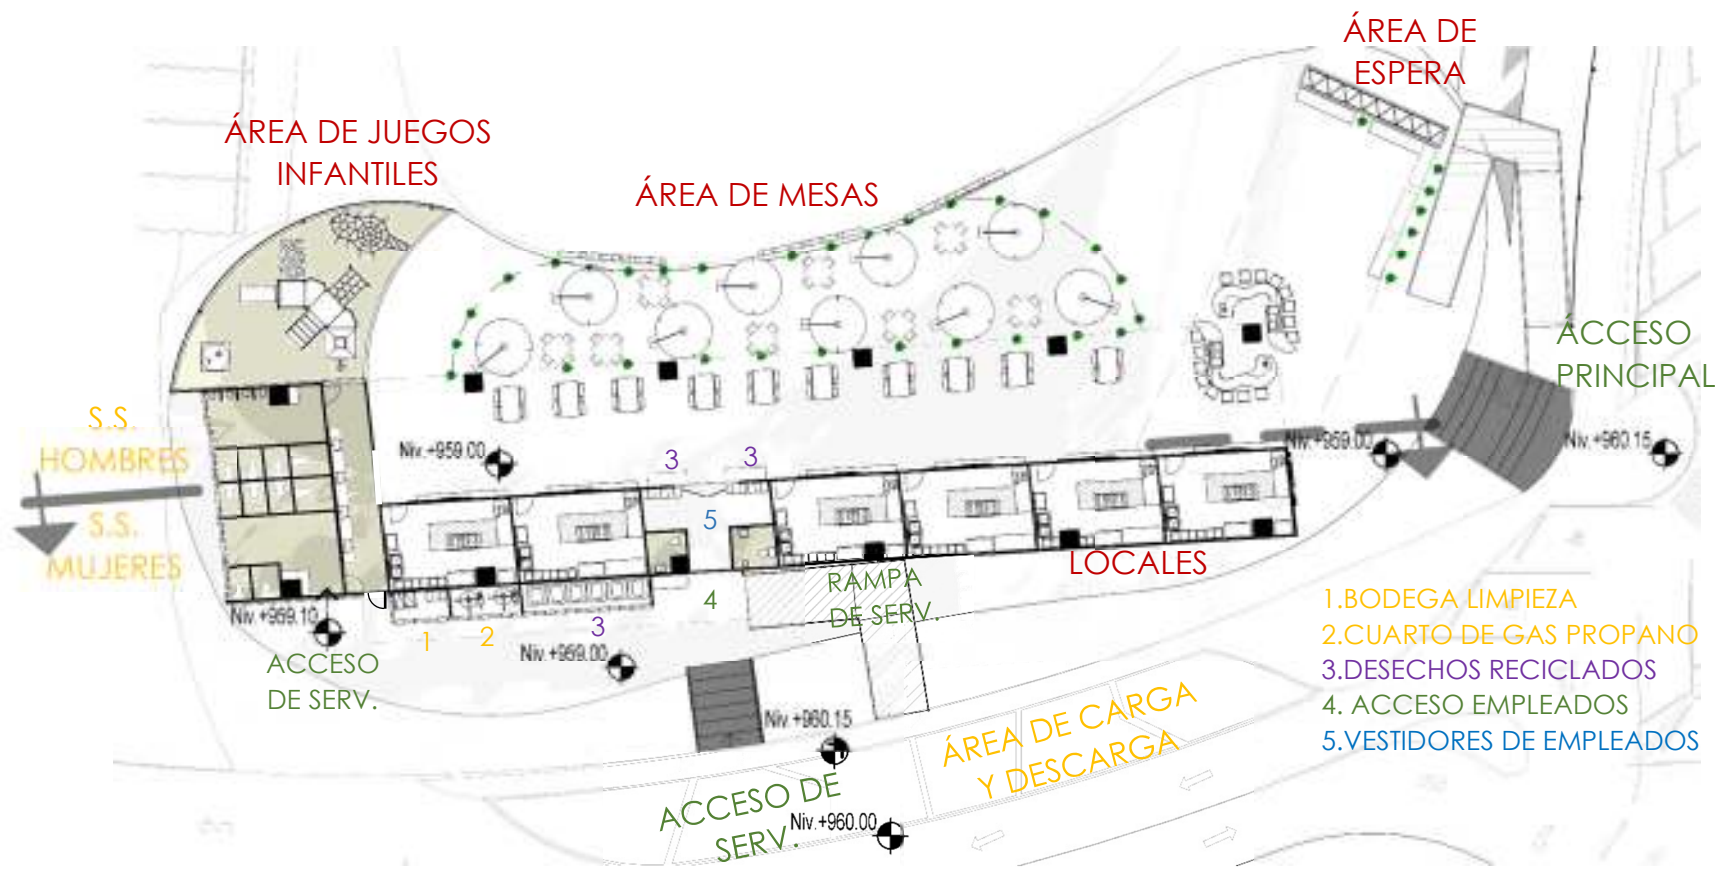 ÁREA DE
ESPERA
ÁREA DE JUEGOS
INFANTILES
ÁREA DE MESAS
ÁCCESO
PRINCIPAL
S.S.
HOMBRES
S.S.
MUJERES
Niv.+959.00
3
3
Niv.+959.00
Niv.+960.15
5
LOCALES
RAMPA
DE SERV.
4
Niv.+959.10
1
2
3
Niv.+959.00
ACCESO
DE SERV.
1.BODEGA LIMPIEZA
2.CUARTO DE GAS PROPANO
3.DESECHOS RECICLADOS
4. ACCESO EMPLEADOS
5.VESTIDORES DE EMPLEADOS
Niv.+960.15
ÁREA DE CARGA
Y DESCARGA
ACCESO DE
SERV.
Niv.+960.00